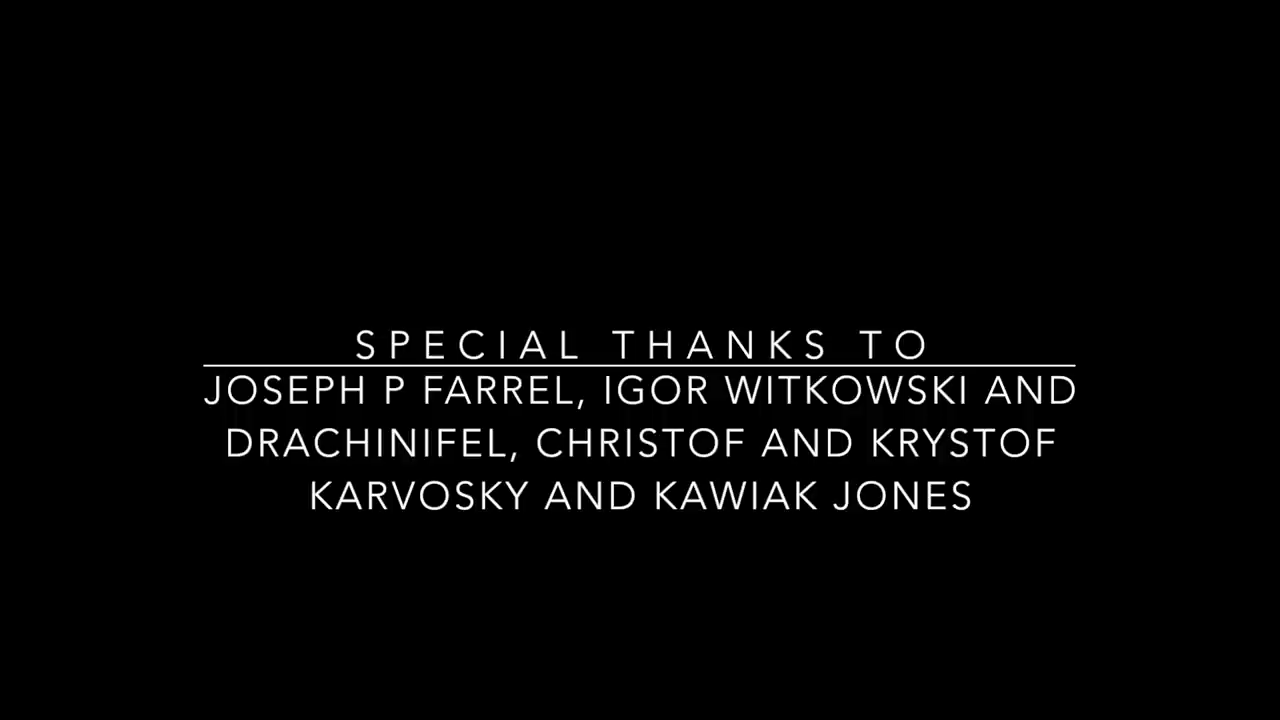 SPECIAL THANKS TO
JOSEPH P FARREL, IGOR WITKOWSKI AND
DRACHINIFEL, CHRISTOF AND KRYSTOF
KARVOSKY AND KAWIAK JONES